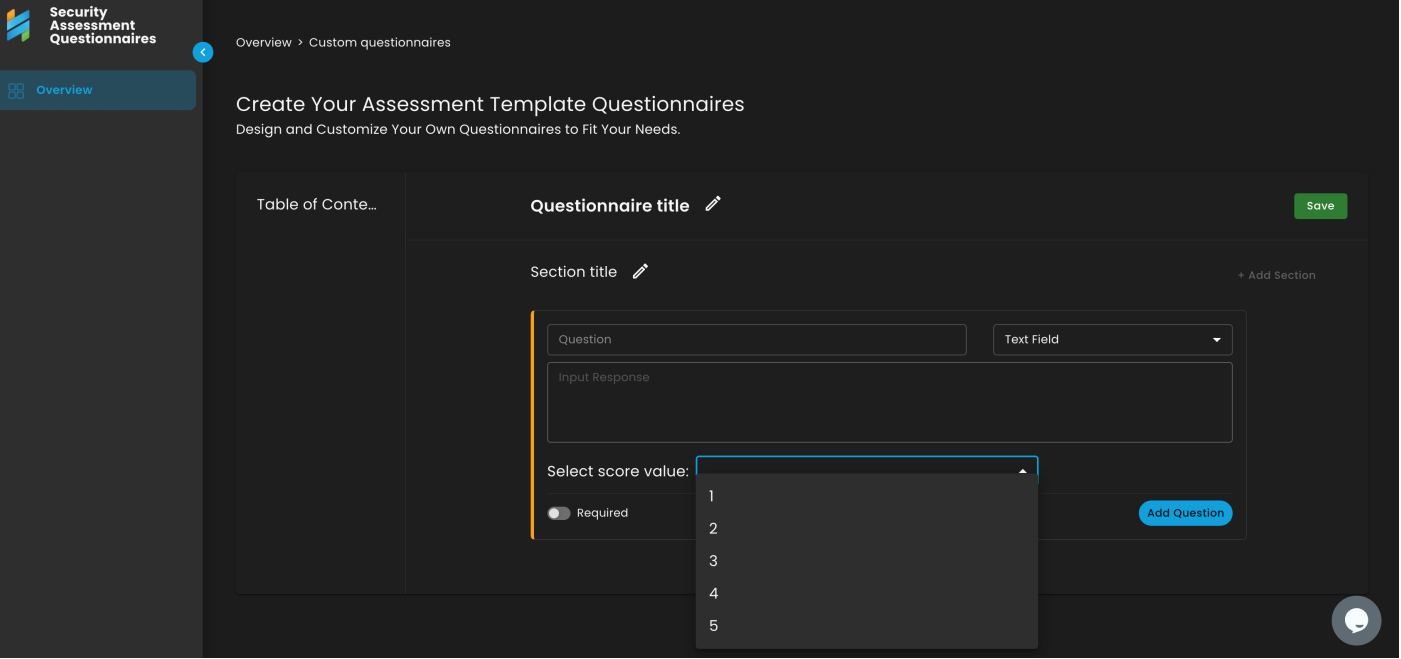 Security
Assessment
Questionnaires
Overview
Overview > Custom questionnaires
Create Your Assessment Template Questionnaires
Design and Customize Your Own Questionnaires to Fit Your Needs.
Table of Conte...
Questionnaire title
Save
Section title
+ Add Section
Question
Text Field
Input Response
Select score value:
1
2
3
4
5
Required
Add Question